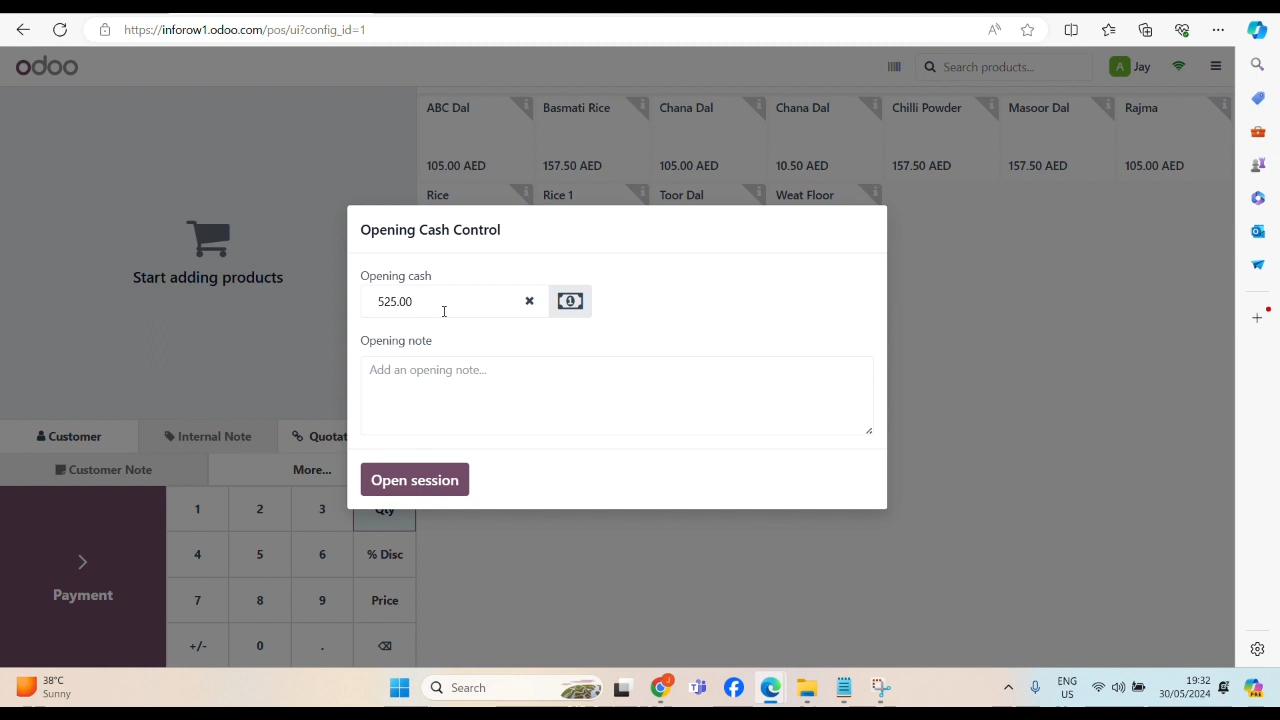 https://inforow1.odoo.com/pos/ui?config_id=1
odoo
Search products...
A Jay
ABC Dal
Basmati Rice
Chana Dal
Chana Dal
Chilli Powder
Masoor Dal
Rajma
105.00 AED
157.50 AED
105.00 AED
10.50 AED
157.50 AED
157.50 AED
105.00 AED
Rice
Rice 1
Toor Dal
Weat Floor
Opening Cash Control
Opening cash
525.00
Opening note
Add an opening note...
Open session
Start adding products
Customer
Internal Note
Quotat
Customer Note
More...
1 2 3 Qty
4 5 6 % Disc
7 8 9 Price
+/- 0 .
Payment
38°C
Sunny
Search
ENG
US
19:32
30/05/2024